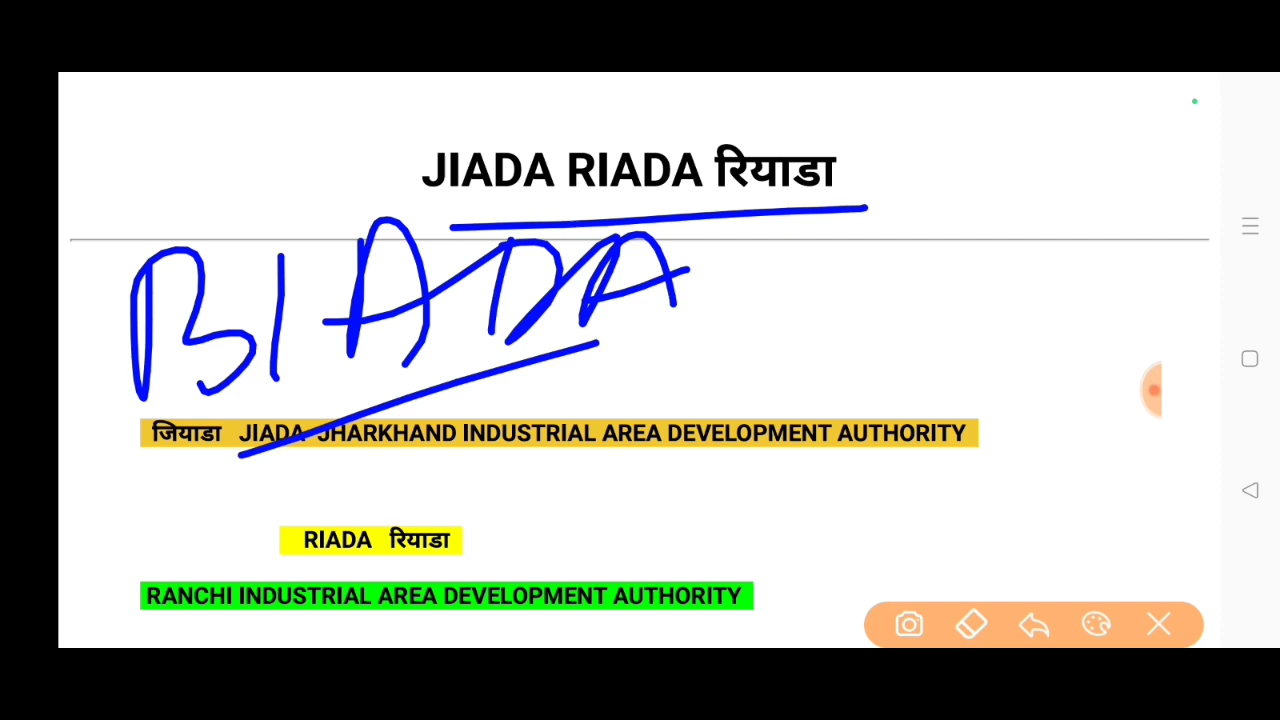 JIADA RIADA रियाडा
BIADA
जियाडा JIADA JHARKHAND INDUSTRIAL AREA DEVELOPMENT AUTHORITY
RIADA रियाडा
RANCHI INDUSTRIAL AREA DEVELOPMENT AUTHORITY